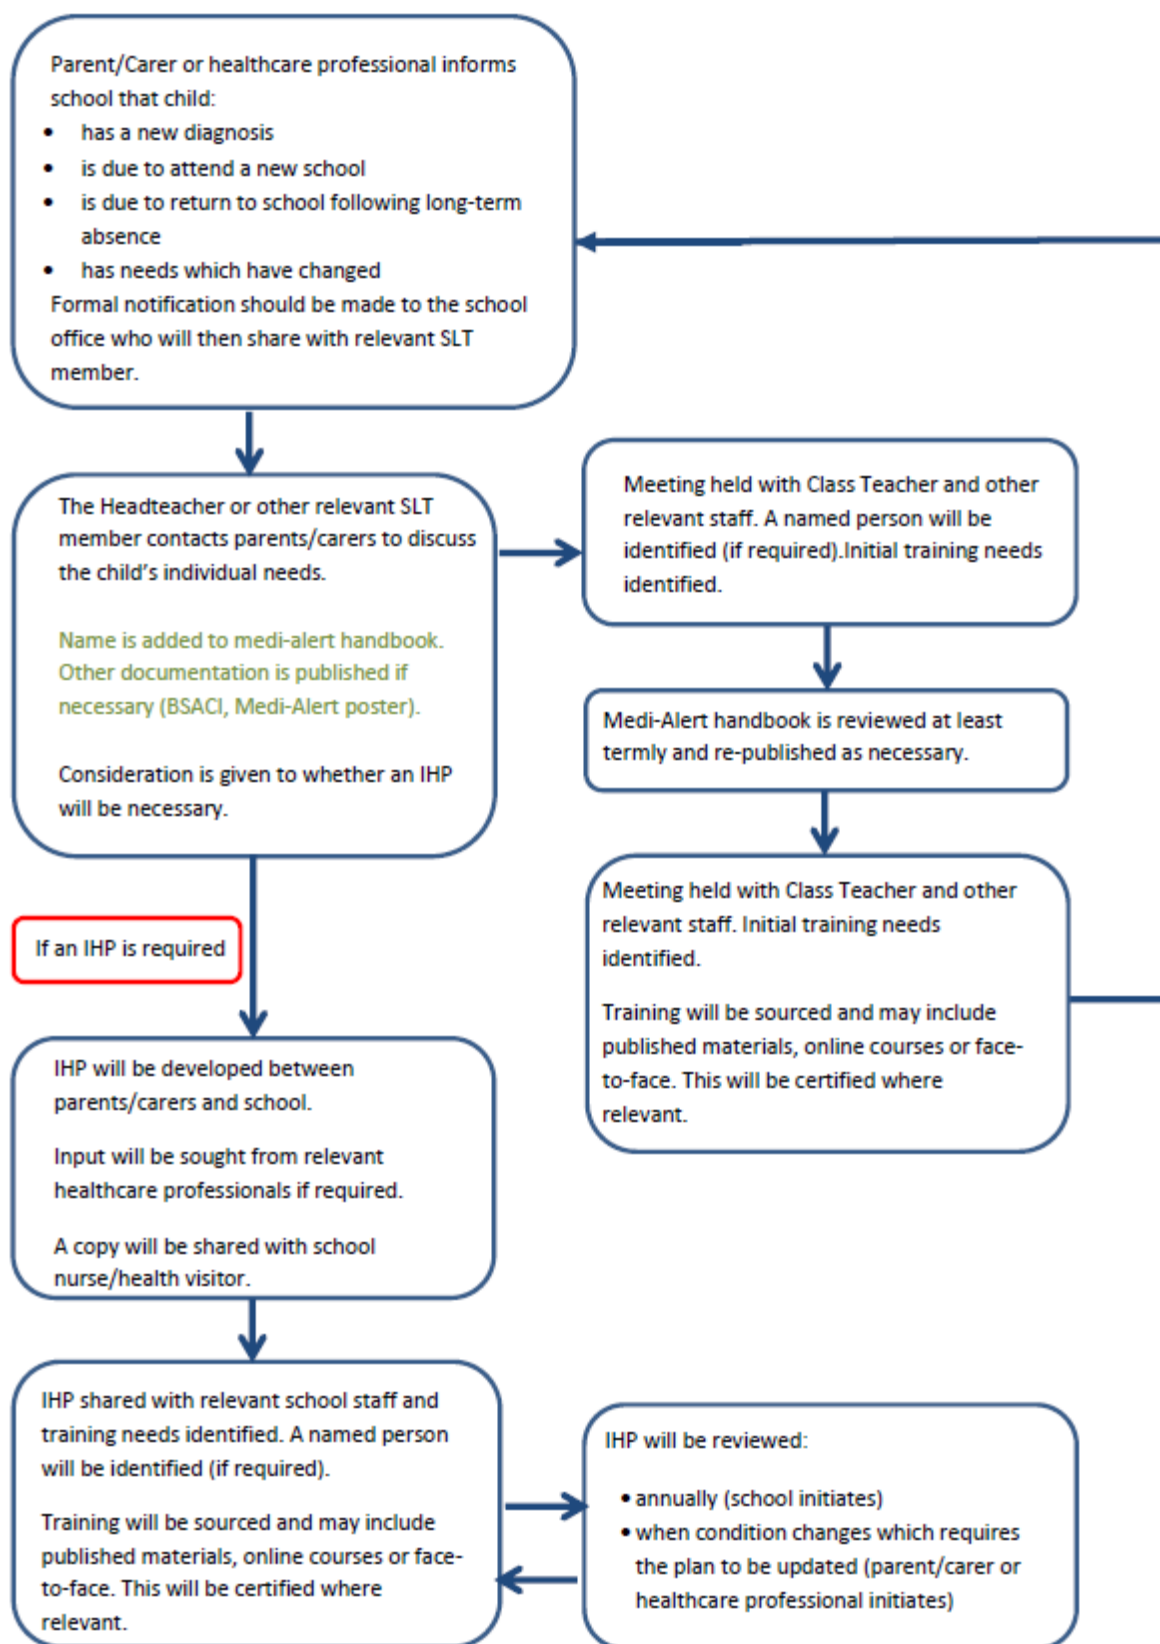 Parent/Carer or healthcare professional informs
school that child:
• has a new diagnosis
• is due to attend a new school
• is due to return to school following long-term
absence
• has needs which have changed
Formal notification should be made to the school
office who will then share with relevant SLT
member.
The Headteacher or other relevant SLT
member contacts parents/carers to discuss
the child's individual needs.
Name is added to medi-alert handbook.
Other documentation is published if
necessary (BSACI, Medi-Alert poster).
Consideration is given to whether an IHP
will be necessary.
Meeting held with Class Teacher and other
relevant staff. A named person will be
identified (if required).Initial training needs
identified.
Medi-Alert handbook is reviewed at least
termly and re-published as necessary.
Meeting held with Class Teacher and other
relevant staff. Initial training needs
identified.
Training will be sourced and may include
published materials, online courses or face-
to-face. This will be certified where
relevant.
If an IHP is required
IHP will be developed between
parents/carers and school.
Input will be sought from relevant
healthcare professionals if required.
A copy will be shared with school
nurse/health visitor.
IHP shared with relevant school staff and
training needs identified. A named person
will be identified (if required).
Training will be sourced and may include
published materials, online courses or face-
to-face. This will be certified where
relevant.
IHP will be reviewed:
• annually (school initiates)
• when condition changes which requires
the plan to be updated (parent/carer or
healthcare professional initiates)